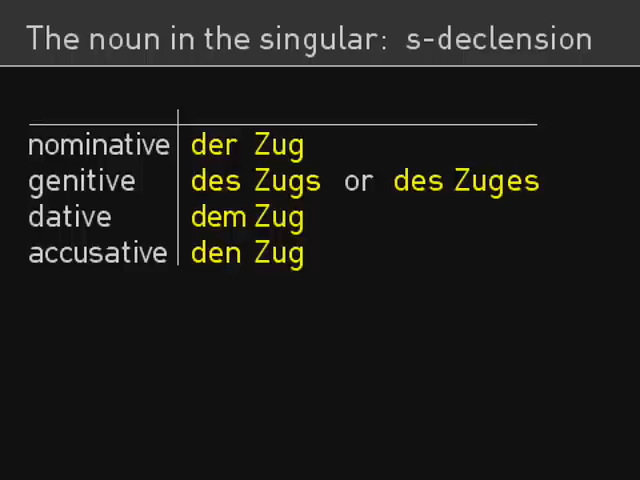 The noun in the singular: s-declension
nominative der Zug
genitive des Zugs or des Zuges
dative dem Zug
accusative den Zug